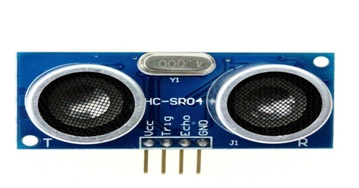 Y1
HC-SR04
Vcc Trig Echo GND
T J1 R